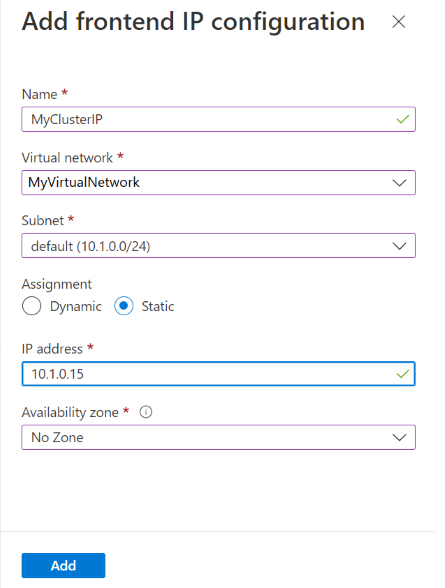 Add frontend IP configuration
Name *
MyClusterIP
Virtual network *
MyVirtualNetwork
Subnet *
default (10.1.0.0/24)
Assignment
Dynamic Static
IP address *
10.1.0.15
Availability zone *
No Zone
Add